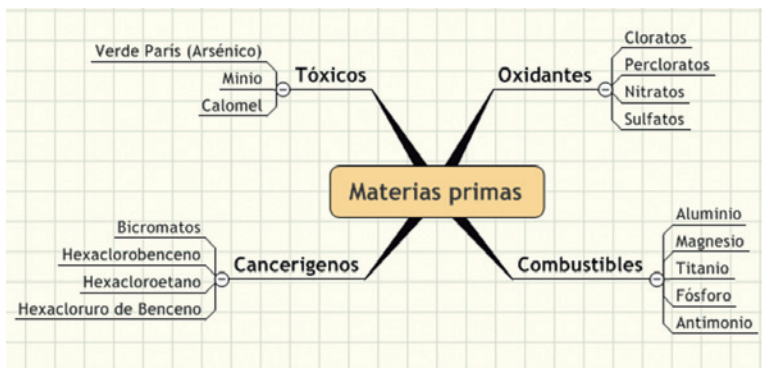 Verde París (Arsénico)
Minio
Calomel
Tóxicos
Oxidantes
Cloratos
Percloratos
Nitratos
Sulfatos
Materias primas
Bicromatos
Hexaclorobenceno
Hexacloroetano
Hexacloruro de Benceno
Cancerigenos
Combustibles
Aluminio
Magnesio
Titanio
Fósforo
Antimonio